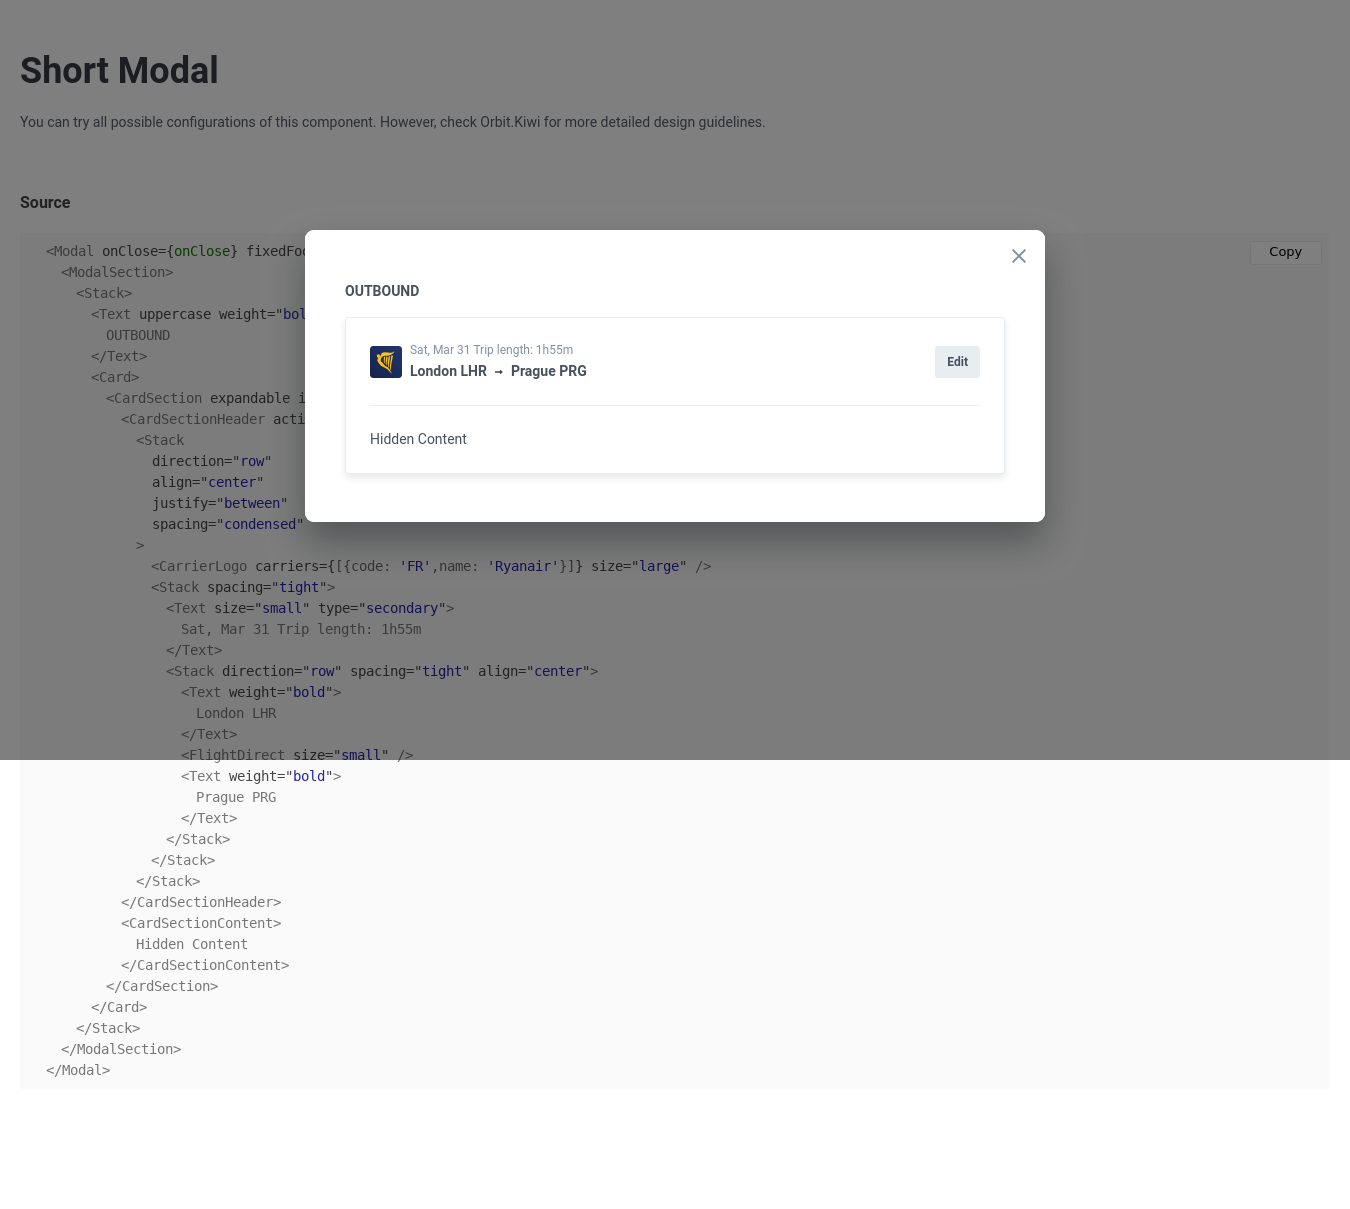 Short Modal
You can try all possible configurations of this component. However, check Orbit.Kiwi for more detailed design guidelines.
Source
Copy
<Modal onClose={onClose} fixedFoo
<ModalSection>
<Stack>
<Text uppercase weight="bol
OUTBOUND
</Text>
<Card>
<CardSection expandable i
<CardSectionHeader acti
<Stack
direction="row"
align="center"
justify="between"
spacing="condensed"
>
<CarrierLogo carriers={[{code: 'FR',name: 'Ryanair'}]} size="large" />
<Stack spacing="tight">
<Text size="small" type="secondary">
Sat, Mar 31 Trip length: 1h55m
</Text>
<Stack direction="row" spacing="tight" align="center">
<Text weight="bold">
London LHR
</Text>
<FlightDirect size="small" />
<Text weight="bold">
Prague PRG
</Text>
</Stack>
</Stack>
</Stack>
</CardSectionHeader>
<CardSectionContent>
Hidden Content
</CardSectionContent>
</CardSection>
</Card>
</Stack>
</ModalSection>
</Modal>
OUTBOUND
Sat, Mar 31 Trip length: 1h55m
London LHR → Prague PRG
Edit
Hidden Content